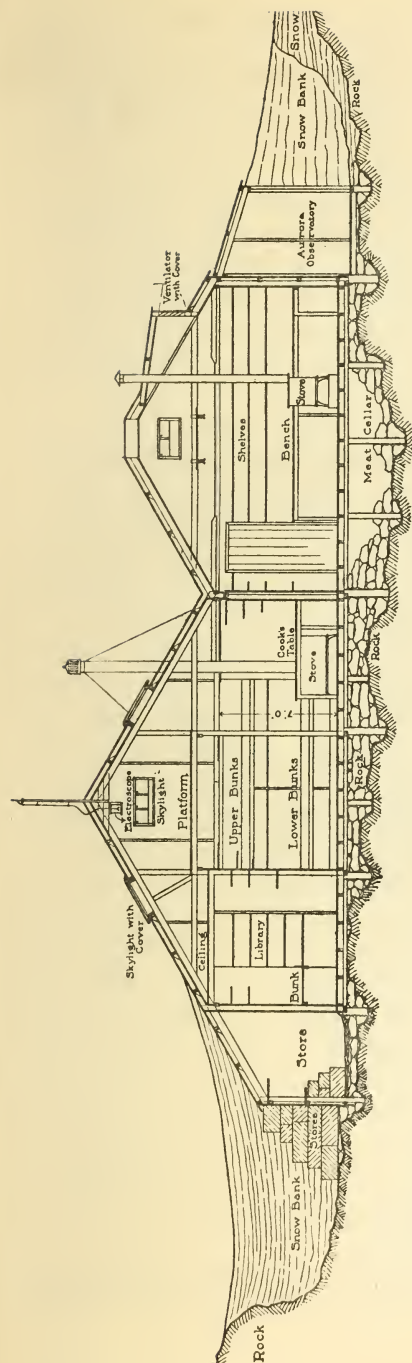 Rock
Snow Bank
Stores
Store
Skylight with
Cover
Ceiling
Bunk
Library
Electroscope
Skylight
Platform
Upper Bunks
Lower Bunks
7'.0"
Cook's
Table
Stove
Rock
Rock
Ventilator
with Cover
Shelves
Bench
Stove
Meat Cellar
Aurora
Observatory
Snow Bank
Snow
Rock